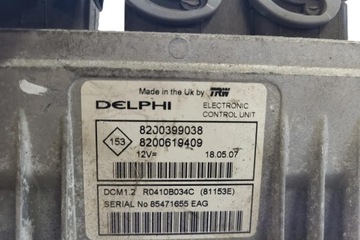 Made in the Uk by TRW
DELPHI
ELECTRONIC
CONTROL UNIT
153
82J0399038
8200619409
12V=
18.05.07
DCM1.2 R0410B034C (81153E)
SERIAL No 85471655 EAG